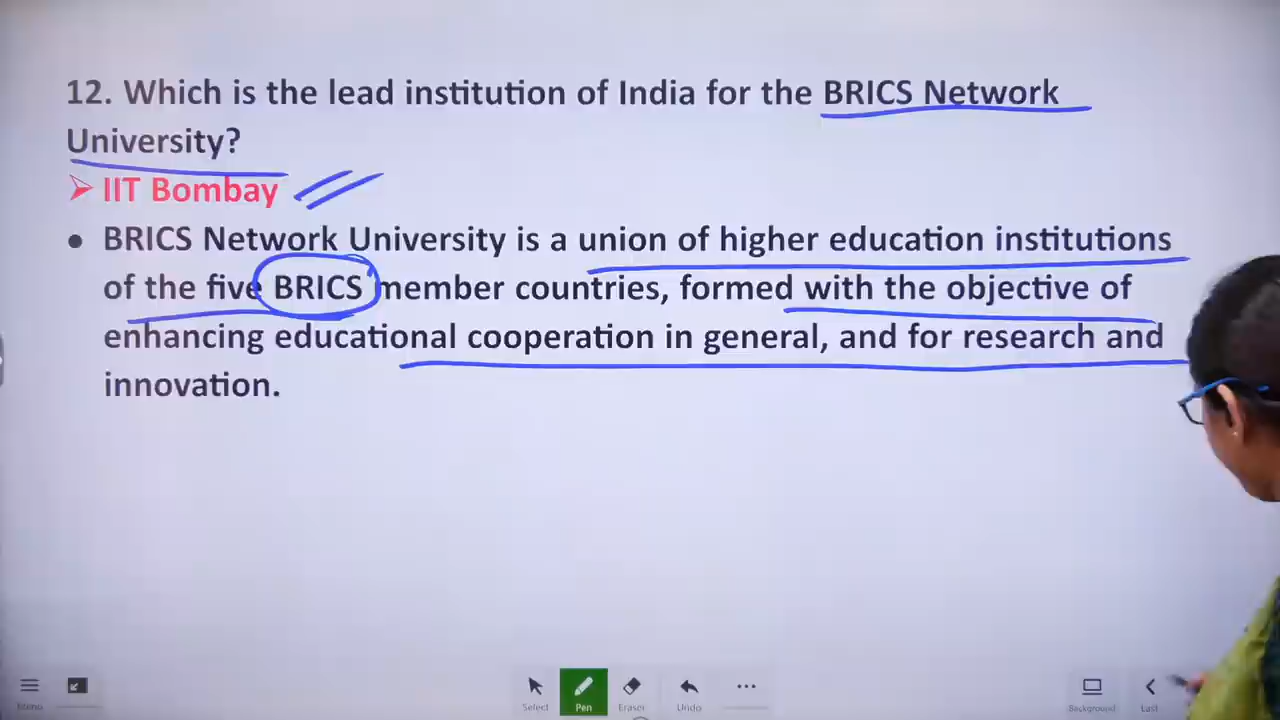 12. Which is the lead institution of India for the BRICS Network
University?
➤ IIT Bombay
• BRICS Network University is a union of higher education institutions
of the five BRICS member countries, formed with the objective of
enhancing educational cooperation in general, and for research and
innovation.
Menu
Select
Pen
Eraser
Undo
Background
Last